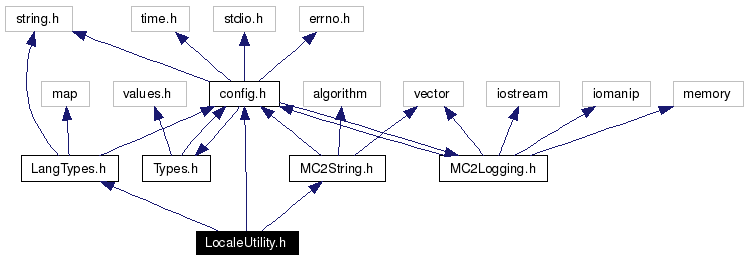 string.h
time.h
stdio.h
errno.h
map
values.h
config.h
algorithm
vector
iostream
iomanip
memory
LangTypes.h
Types.h
MC2String.h
MC2Logging.h
LocaleUtility.h